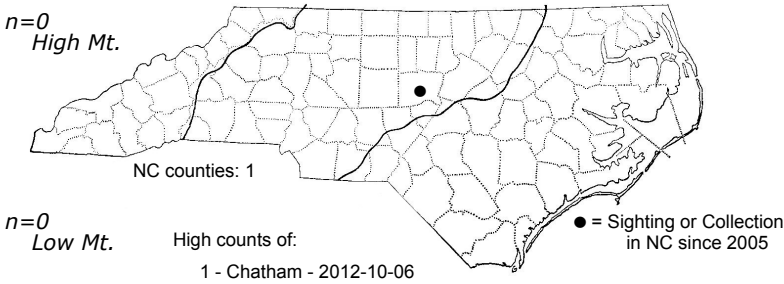 n=0
High Mt.
NC counties: 1
n=0
Low Mt.
High counts of:
1 - Chatham - 2012-10-06
● = Sighting or Collection
in NC since 2005